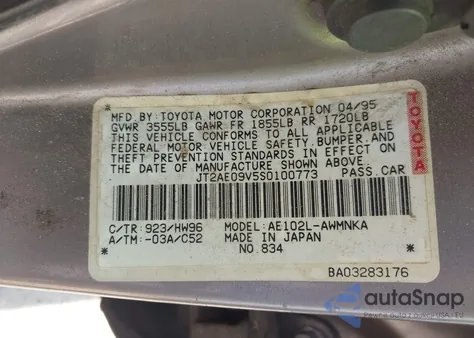 MFD. BY: TOYOTA MOTOR CORPORATION 04/95
GVWR 3555LB GAWR FR 1855LB RR 1720LB
THIS VEHICLE CONFORMS TO ALL APPLICABLE
FEDERAL MOTOR VEHICLE SAFETY, BUMPER, AND
THEFT PREVENTION STANDARDS IN EFFECT ON
THE DATE OF MANUFACTURE SHOWN ABOVE.
JT2AE09V5S0100773 PASS. CAR
TOYOTA
C/TR: 923/HW96 MODEL: AE102L-AWMNKA
A/TM: -03A/C52 MADE IN JAPAN
* NO. 834 *
BA03283176
autoSnap